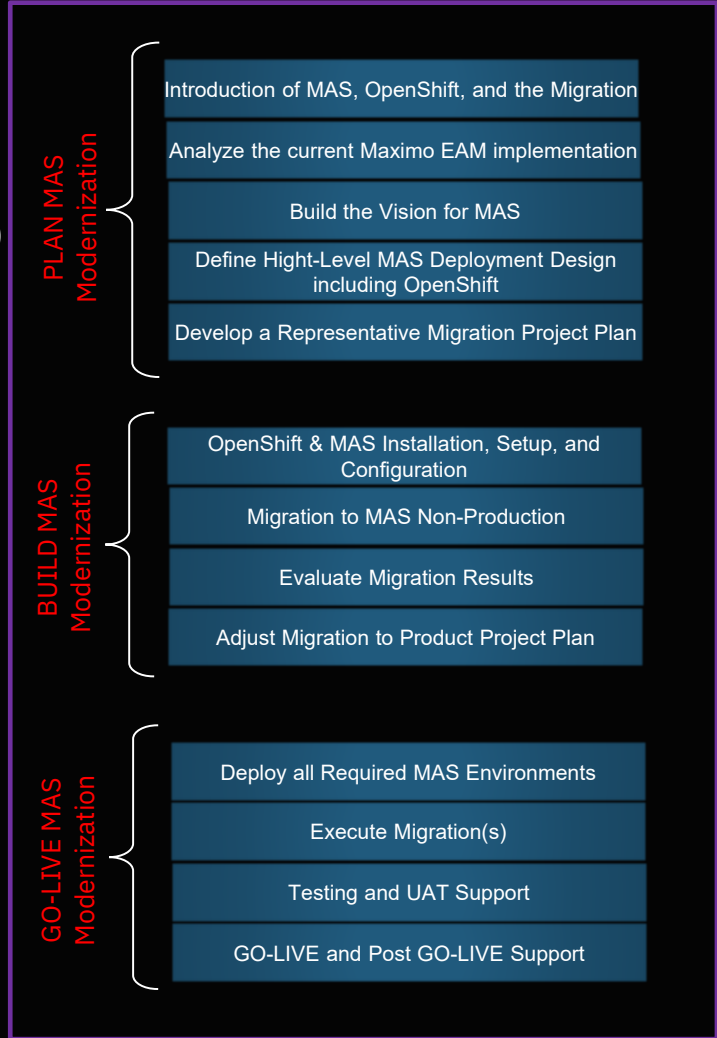 PLAN MAS
Modernization
Introduction of MAS, OpenShift, and the Migration
Analyze the current Maximo EAM implementation
Build the Vision for MAS
Define Hight-Level MAS Deployment Design
including OpenShift
Develop a Representative Migration Project Plan
BUILD MAS
Modernization
OpenShift & MAS Installation, Setup, and
Configuration
Migration to MAS Non-Production
Evaluate Migration Results
Adjust Migration to Product Project Plan
GO-LIVE MAS
Modernization
Deploy all Required MAS Environments
Execute Migration(s)
Testing and UAT Support
GO-LIVE and Post GO-LIVE Support